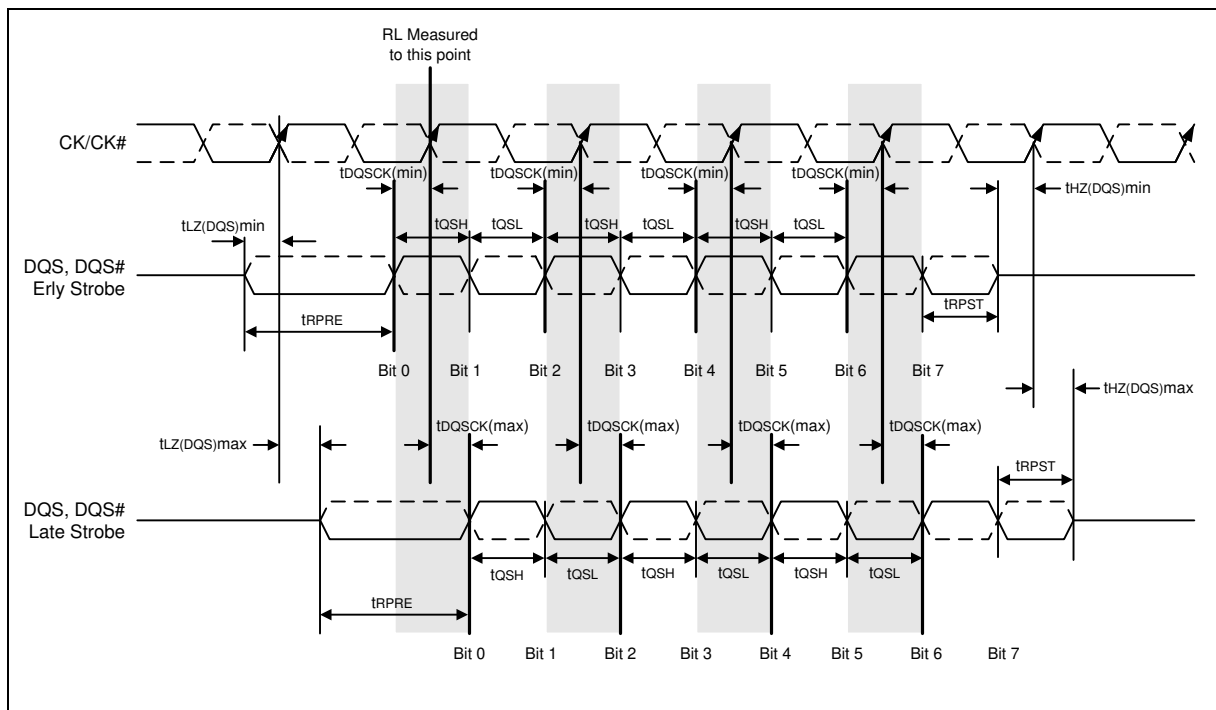 RL Measured
to this point
CK/CK#
tDQSCK(min) tDQSCK(min) tDQSCK(min) tDQSCK(min)
tHZ(DQS)min
tLZ(DQS)min
tQSH tQSL tQSH tQSL tQSH tQSL
DQS, DQS#
Erly Strobe
tRPRE
tRPST
Bit 0 Bit 1 Bit 2 Bit 3 Bit 4 Bit 5 Bit 6 Bit 7
tHZ(DQS)max
tDQSCK(max) tDQSCK(max) tDQSCK(max) tDQSCK(max)
tLZ(DQS)max
tRPST
DQS, DQS#
Late Strobe
tQSH tQSL tQSH tQSL tQSH tQSL
tRPRE
Bit 0 Bit 1 Bit 2 Bit 3 Bit 4 Bit 5 Bit 6 Bit 7